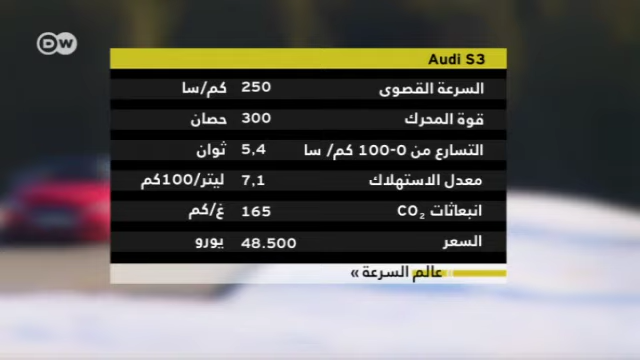 DW
Audi S3
السرعة القصوى 250 كم/سا
قوة المحرك 300 حصان
التسارع من 0-100 كم/ سا 5,4 ثوان
معدل الاستهلاك 7,1 ليتر/100كم
انبعاثات CO₂ 165 غ/كم
السعر 48.500 يورو
عالم السرعة »